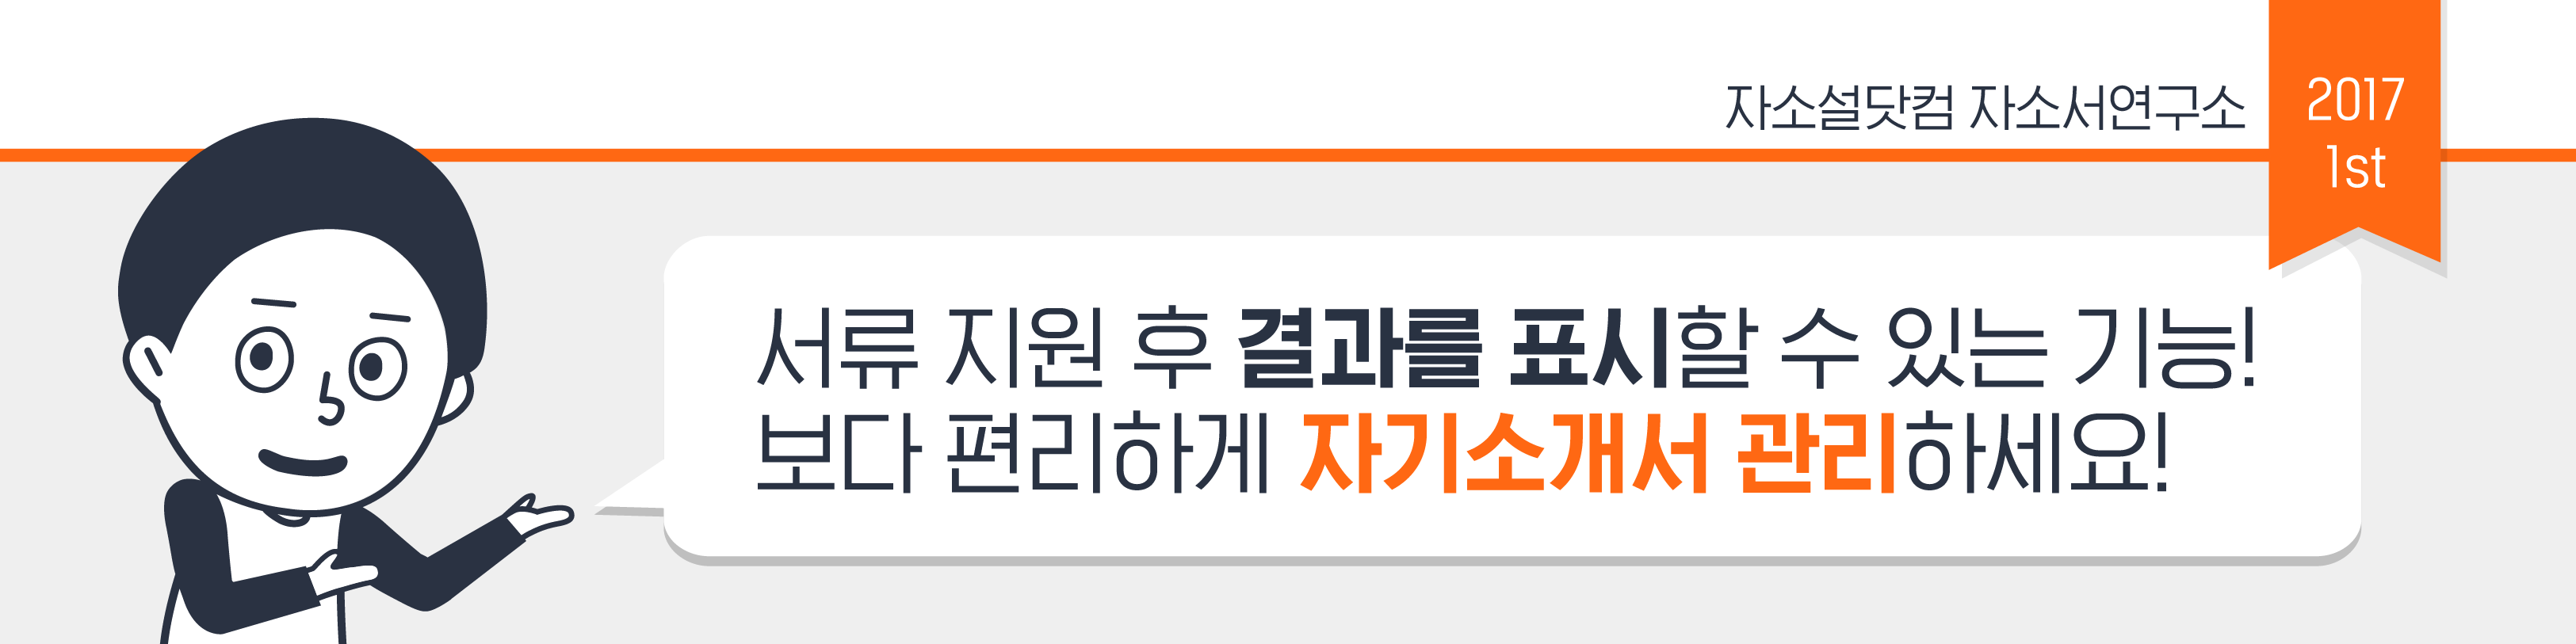 자소설닷컴 자소서연구소
2017
1st
서류 지원 후 결과를 표시할 수 있는 기능!
보다 편리하게 자기소개서 관리하세요!